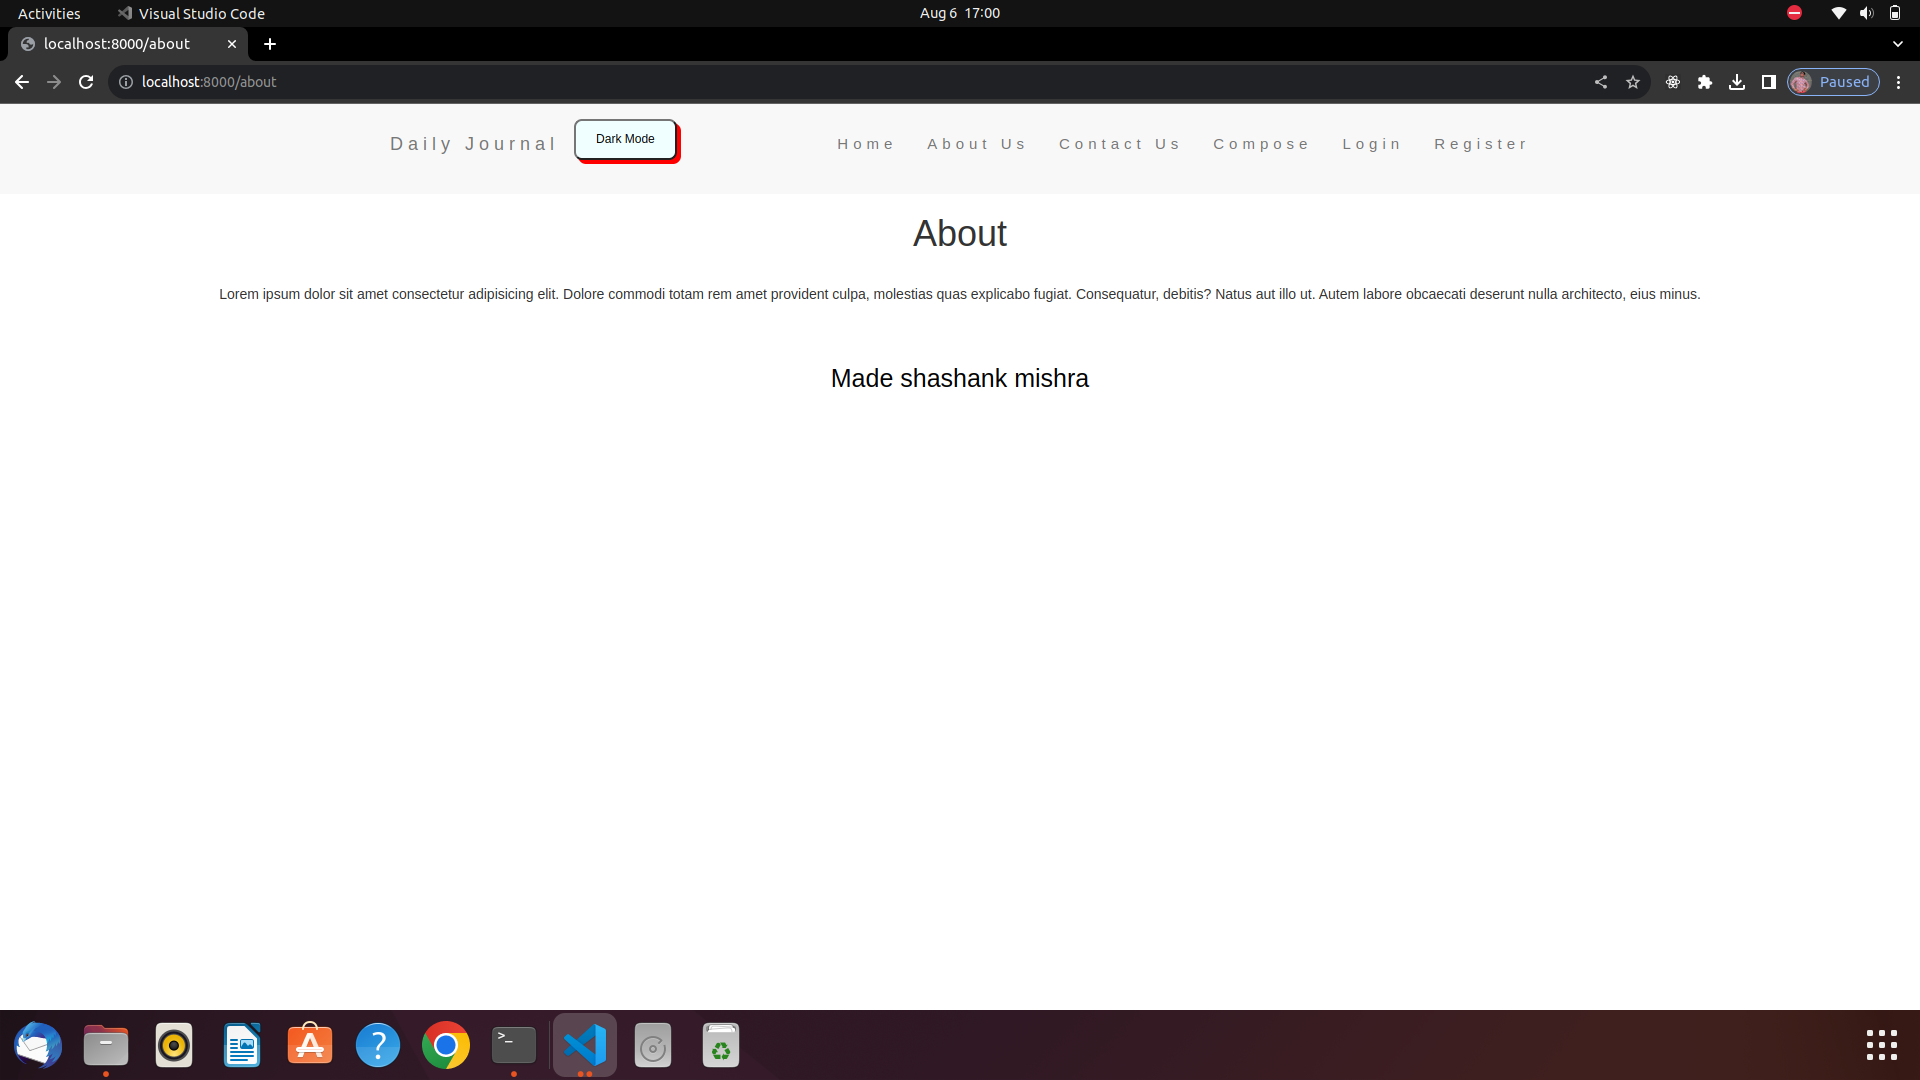 Activities Visual Studio Code Aug 6 17:00
localhost:8000/about
localhost:8000/about Paused
Daily Journal Dark Mode Home About Us Contact Us Compose Login Register
About
Lorem ipsum dolor sit amet consectetur adipisicing elit. Dolore commodi totam rem amet provident culpa, molestias quas explicabo fugiat. Consequatur, debitis? Natus aut illo ut. Autem labore obcaecati deserunt nulla architecto, eius minus.
Made shashank mishra